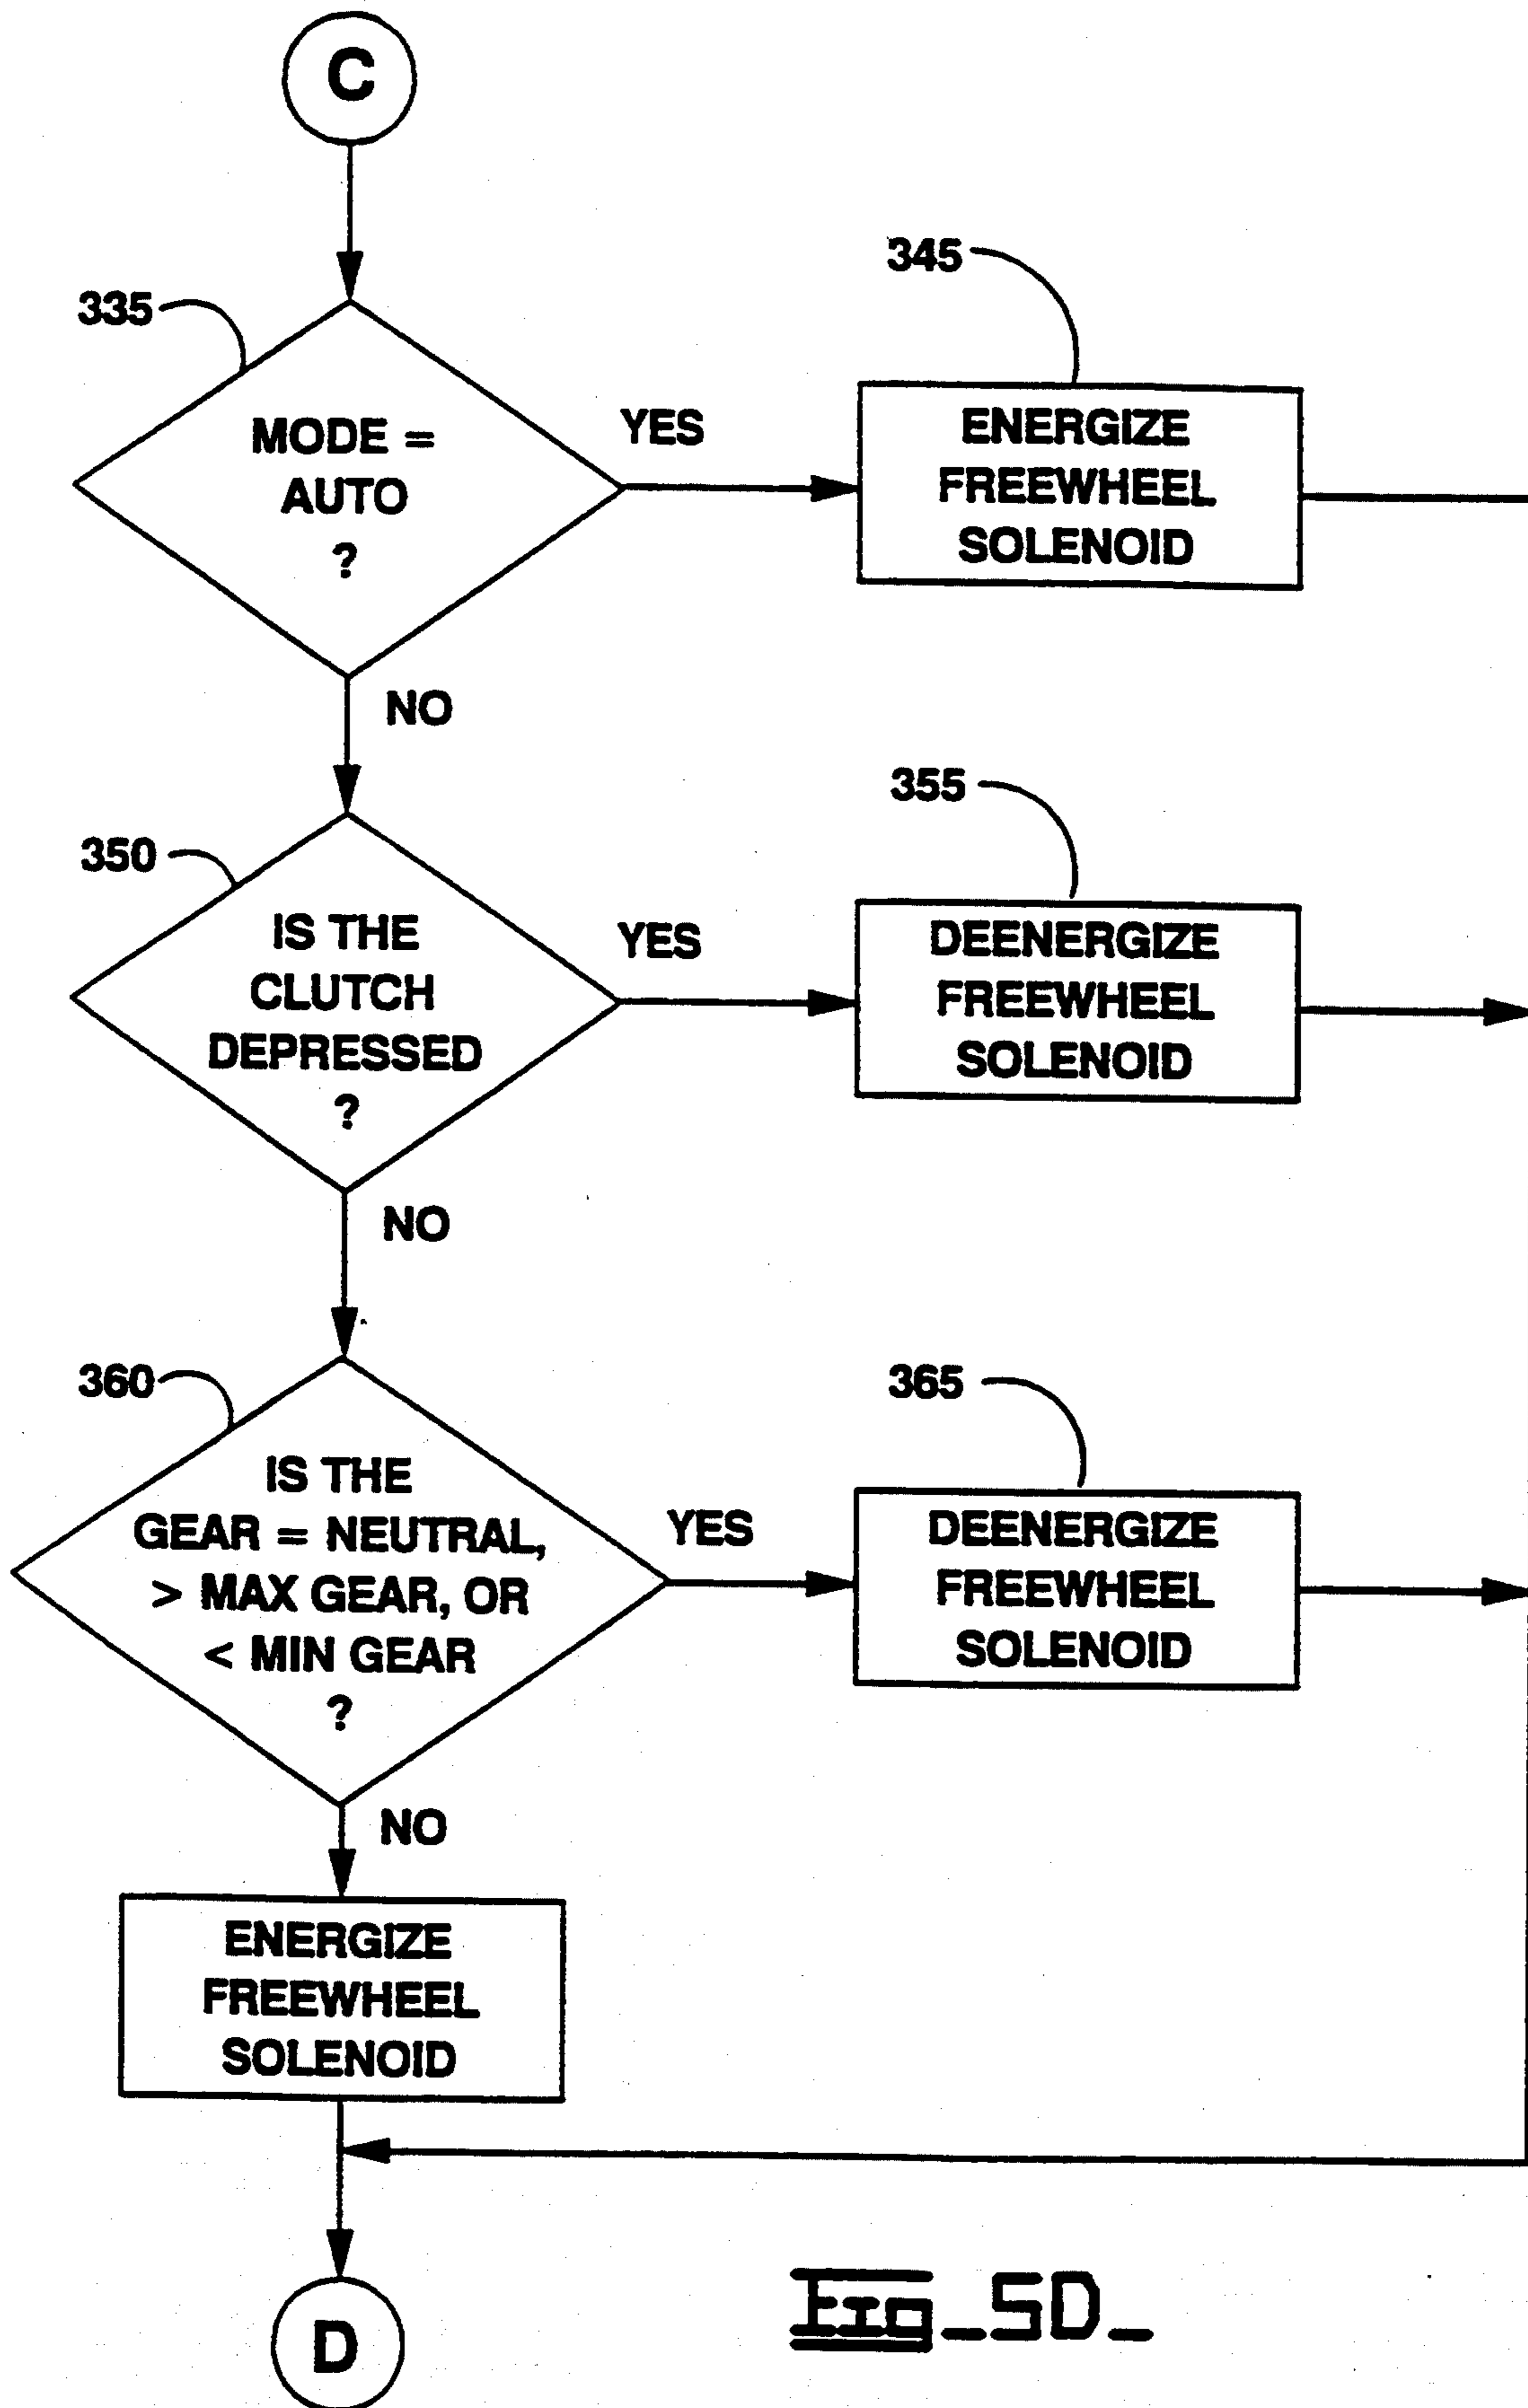 C
335
MODE =
AUTO
?
YES
345
ENERGIZE
FREEWHEEL
SOLENOID
NO
350
IS THE
CLUTCH
DEPRESSED
?
YES
355
DEENERGIZE
FREEWHEEL
SOLENOID
NO
360
IS THE
GEAR = NEUTRAL,
> MAX GEAR, OR
< MIN GEAR
?
YES
365
DEENERGIZE
FREEWHEEL
SOLENOID
NO
ENERGIZE
FREEWHEEL
SOLENOID
D
Fig_5D_